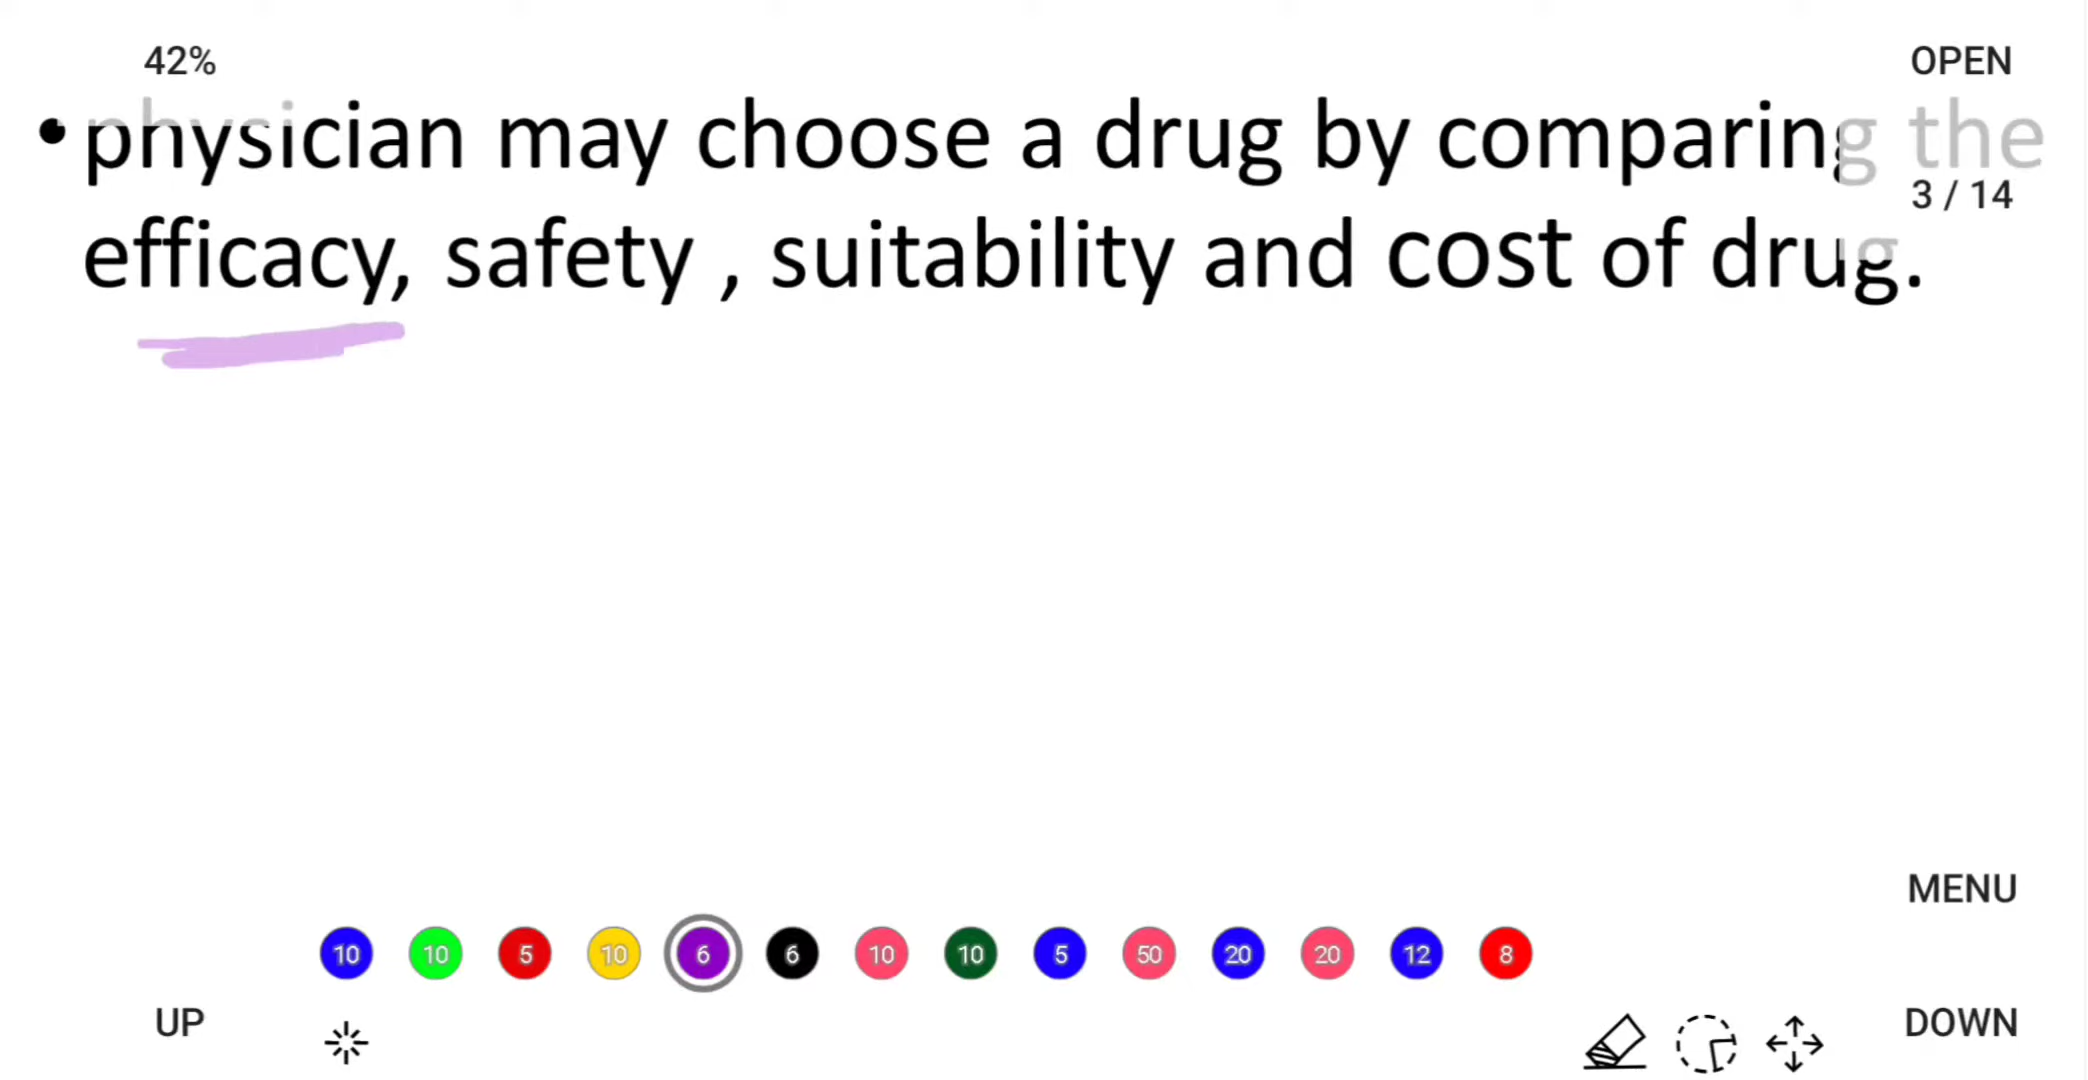 42%
OPEN
• physician may choose a drug by comparing the
3 / 14
efficacy, safety , suitability and cost of drug.
MENU
10 10 5 10 6 6 10 10 5 50 20 20 12 8
UP
DOWN